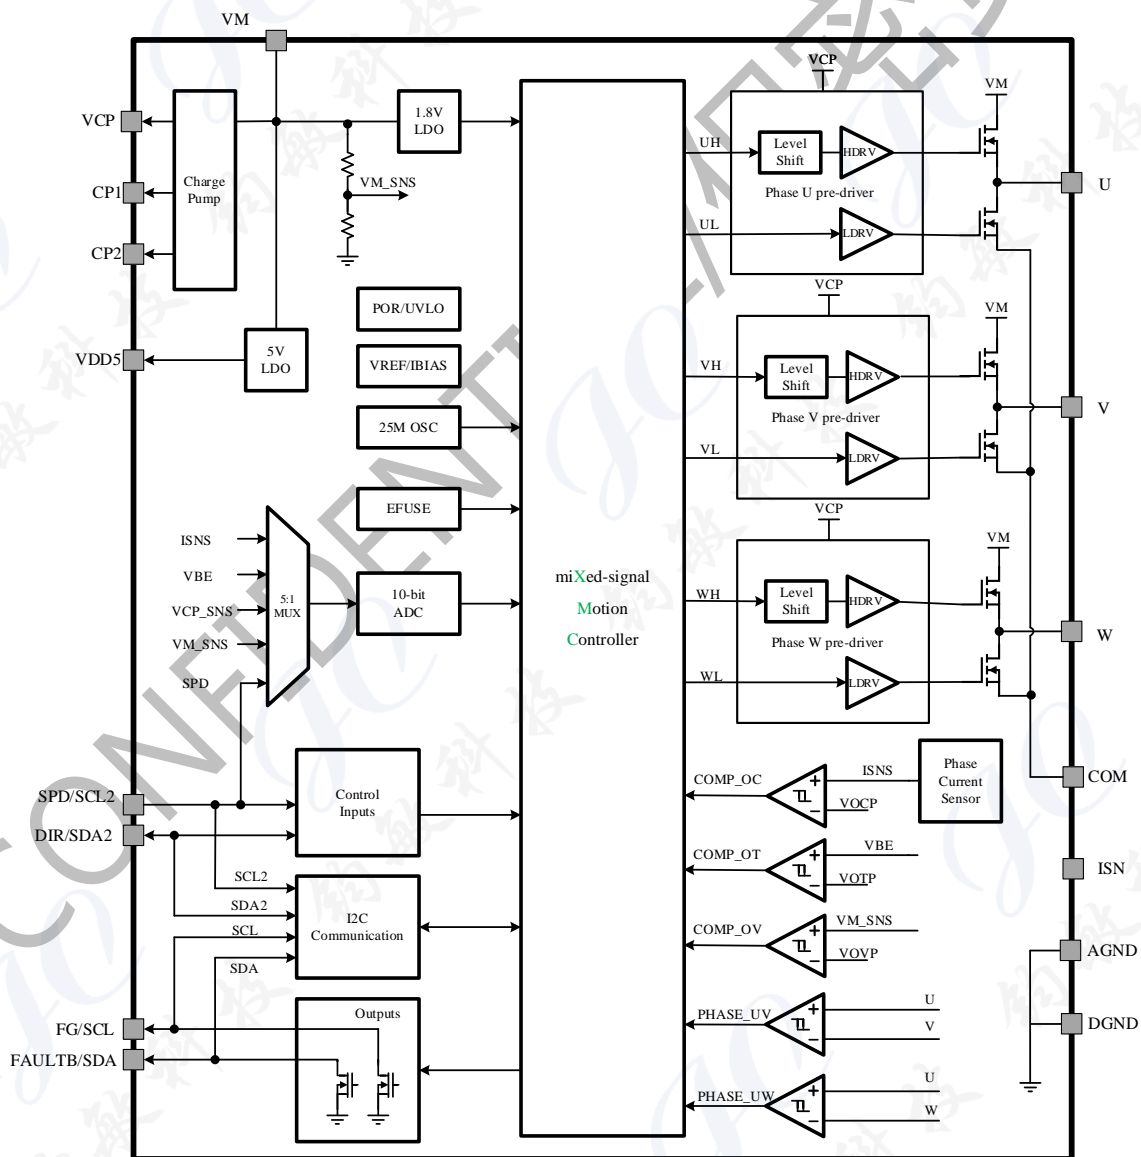 VM
VCP
CP1
CP2
VDD5
Charge
Pump
1.8V
LDO
VM_SNS
5V
LDO
POR/UVLO
VREF/IBIAS
25M OSC
EFUSE
ISNS
VBE
VCP_SNS
VM_SNS
SPD
5:1
MUX
10-bit
ADC
SPD/SCL2
DIR/SDA2
Control
Inputs
SCL2
SDA2
SCL
SDA
I2C
Communication
FG/SCL
FAULTB/SDA
Outputs
miXed-signal
Motion
Controller
VCP
UH
Level
Shift
HDRV
Phase U pre-driver
UL
LDRV
VM
U
VCP
VH
Level
Shift
HDRV
Phase V pre-driver
VL
LDRV
VM
V
VCP
WH
Level
Shift
HDRV
Phase W pre-driver
WL
LDRV
VM
W
COMP_OC
ISNS
VOCP
Phase
Current
Sensor
COM
COMP_OT
VBE
VOTP
ISN
COMP_OV
VM_SNS
VOVP
AGND
PHASE_UV
U
V
DGND
PHASE_UW
U
W
CONFIDENTI